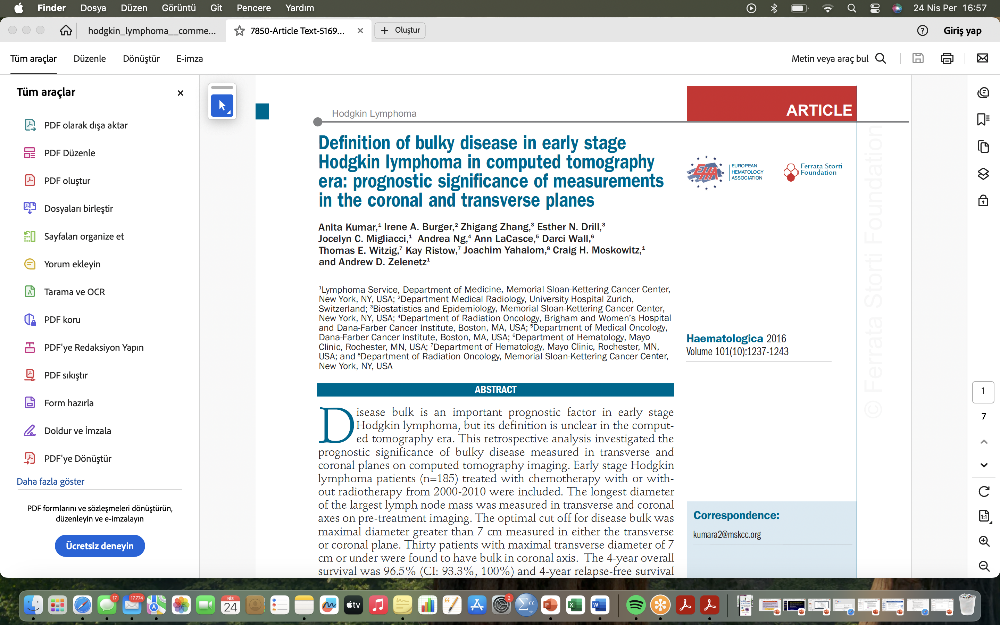 Finder Dosya Düzen Görüntü Git Pencere Yardım 24 Nis Per 16:57
hodgkin_lymphoma__comme... 7850-Article Text-5169... + Oluştur Giriş yap
Tüm araçlar Düzenle Dönüştür E-imza Metin veya araç bul
Tüm araçlar
PDF olarak dışa aktar
PDF Düzenle
PDF oluştur
Dosyaları birleştir
Sayfaları organize et
Yorum ekleyin
Tarama ve OCR
PDF koru
PDF'ye Redaksiyon Yapın
PDF sıkıştır
Form hazırla
Doldur ve İmzala
PDF'ye Dönüştür
Daha fazla göster
PDF formlarını ve sözleşmeleri dönüştürün,
düzenleyin ve e-imzalayın
Ücretsiz deneyin
Hodgkin Lymphoma
ARTICLE
Definition of bulky disease in early stage
Hodgkin lymphoma in computed tomography
era: prognostic significance of measurements
in the coronal and transverse planes
EHA
EUROPEAN
HEMATOLOGY
ASSOCIATION
Ferrata Storti
Foundation
Anita Kumar,¹ Irene A. Burger,² Zhigang Zhang,³ Esther N. Drill,³
Jocelyn C. Migliacci,¹ Andrea Ng,⁴ Ann LaCasce,⁵ Darci Wall,⁶
Thomas E. Witzig,⁷ Kay Ristow,⁷ Joachim Yahalom,⁸ Craig H. Moskowitz,¹
and Andrew D. Zelenetz¹
¹Lymphoma Service, Department of Medicine, Memorial Sloan-Kettering Cancer Center,
New York, NY, USA; ²Department Medical Radiology, University Hospital Zurich,
Switzerland; ³Biostatistics and Epidemiology, Memorial Sloan-Kettering Cancer Center,
New York, NY, USA; ⁴Department of Radiation Oncology, Brigham and Women's Hospital
and Dana-Farber Cancer Institute, Boston, MA, USA; ⁵Department of Medical Oncology,
Dana-Farber Cancer Institute, Boston, MA, USA; ⁶Department of Hematology, Mayo
Clinic, Rochester, MN, USA; ⁷Department of Hematology, Mayo Clinic, Rochester, MN,
USA; and ⁸Department of Radiation Oncology, Memorial Sloan-Kettering Cancer Center,
New York, NY, USA
Haematologica 2016
Volume 101(10):1237-1243
ABSTRACT
Disease bulk is an important prognostic factor in early stage
Hodgkin lymphoma, but its definition is unclear in the comput-
ed tomography era. This retrospective analysis investigated the
prognostic significance of bulky disease measured in transverse and
coronal planes on computed tomography imaging. Early stage Hodgkin
lymphoma patients (n=185) treated with chemotherapy with or with-
out radiotherapy from 2000-2010 were included. The longest diameter
of the largest lymph node mass was measured in transverse and coronal
axes on pre-treatment imaging. The optimal cut off for disease bulk was
maximal diameter greater than 7 cm measured in either the transverse
or coronal plane. Thirty patients with maximal transverse diameter of 7
cm or under were found to have bulk in coronal axis. The 4-year overall
survival was 96.5% (CI: 93.3%, 100%) and 4-year relapse-free survival
Correspondence:
kumara2@mskcc.org
© Ferrata Storti Foundation
1
7
1:1
17
17.774
NİS
24
tv
2